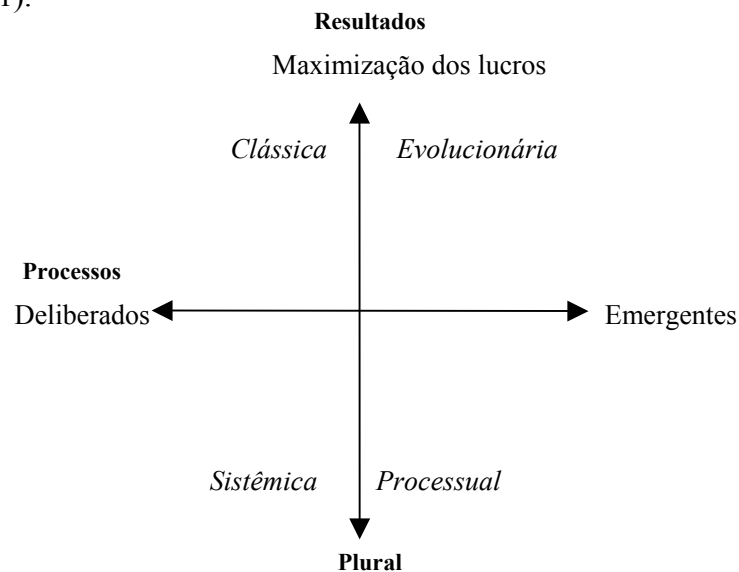 1).
Resultados
Maximização dos lucros
Clássica Evolucionária
Processos
Deliberados Emergentes
Sistêmica Processual
Plural